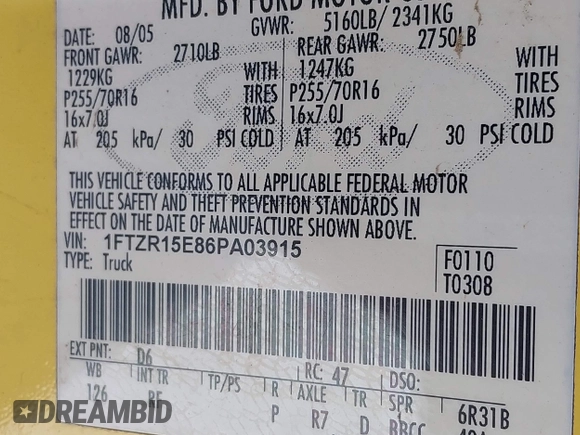 MFD. BY FORD MOTOR
DATE: 08/05 GVWR: 5160LB/ 2341KG
FRONT GAWR: 2710LB REAR GAWR: 2750LB
1229KG WITH 1247KG WITH
P255/70R16 TIRES P255/70R16 TIRES
16x7.0J RIMS 16x7.0J RIMS
AT 205 kPa/ 30 PSI COLD AT 205 kPa/ 30 PSI COLD
THIS VEHICLE CONFORMS TO ALL APPLICABLE FEDERAL MOTOR
VEHICLE SAFETY AND THEFT PREVENTION STANDARDS IN
EFFECT ON THE DATE OF MANUFACTURE SHOWN ABOVE.
VIN: 1FTZR15E86PA03915
TYPE: Truck
F0110
T0308
EXT PNT: D6 RC: 47 DSO:
WB INT TR TP/PS R AXLE TR SPR 6R31B
126 P R7 D
DREAMBID